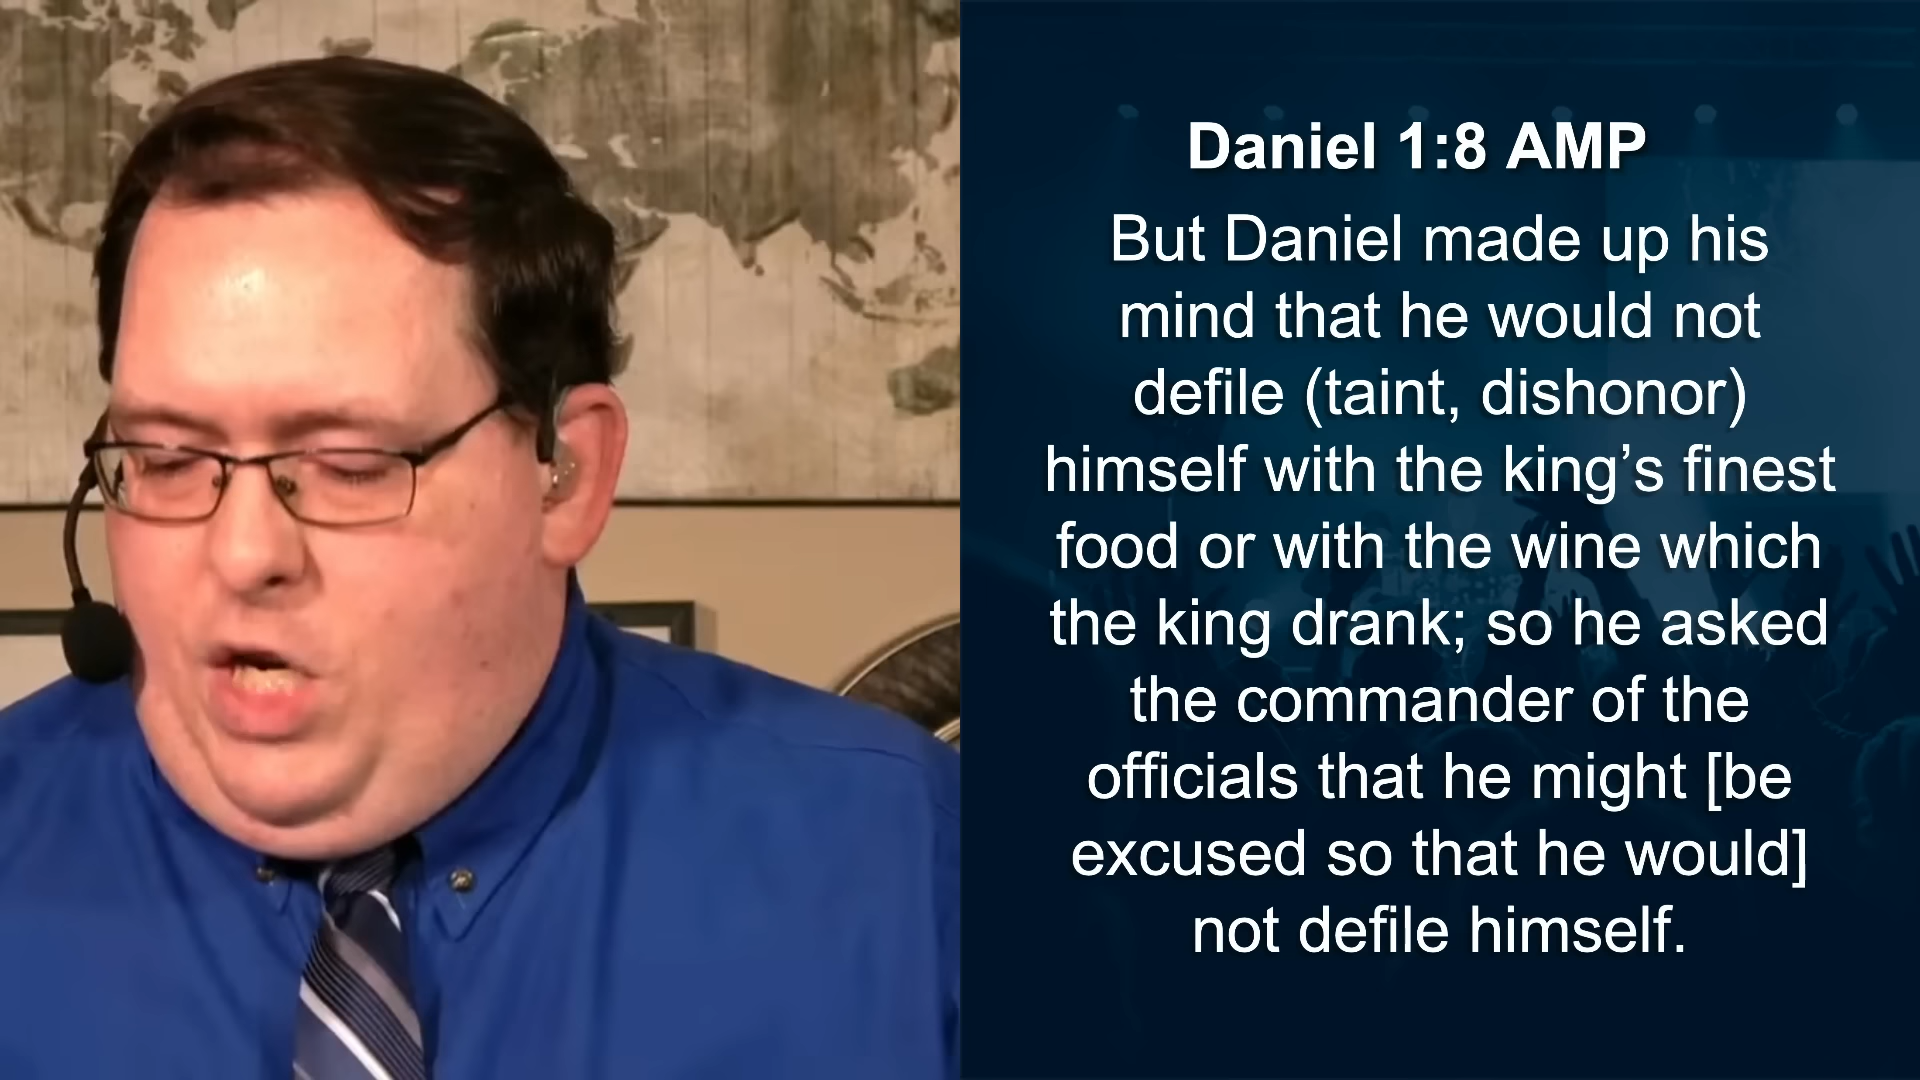 Daniel 1:8 AMP
But Daniel made up his
mind that he would not
defile (taint, dishonor)
himself with the king’s finest
food or with the wine which
the king drank; so he asked
the commander of the
officials that he might [be
excused so that he would]
not defile himself.